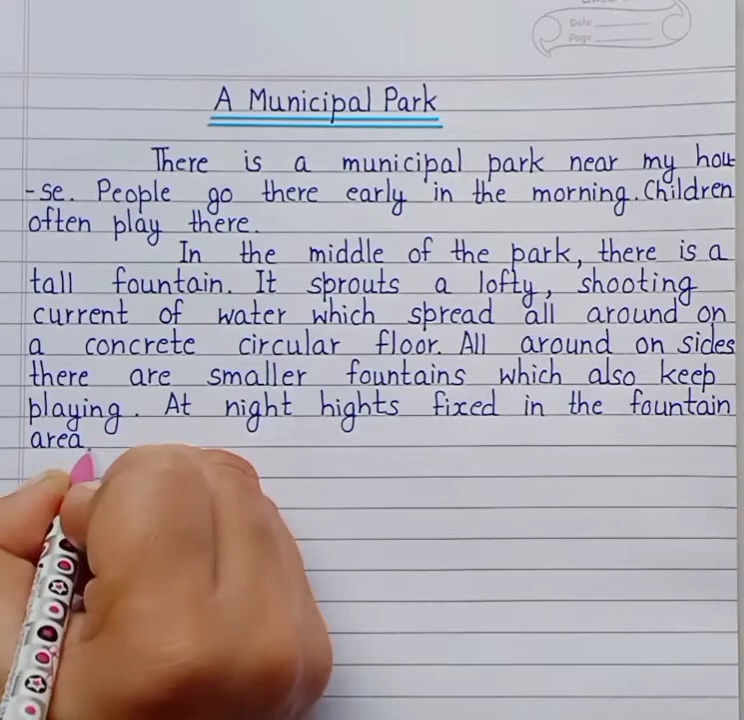 Date
Page
A Municipal Park
There is a municipal park near my hou
-se. People go there early in the morning. Children
often play there.
In the middle of the park, there is a
tall fountain. It sprouts a lofty, shooting
current of water which spread all around on
a concrete circular floor. All around on sides
there are smaller fountains which also keep
playing. At night hights fixed in the fountain
area.